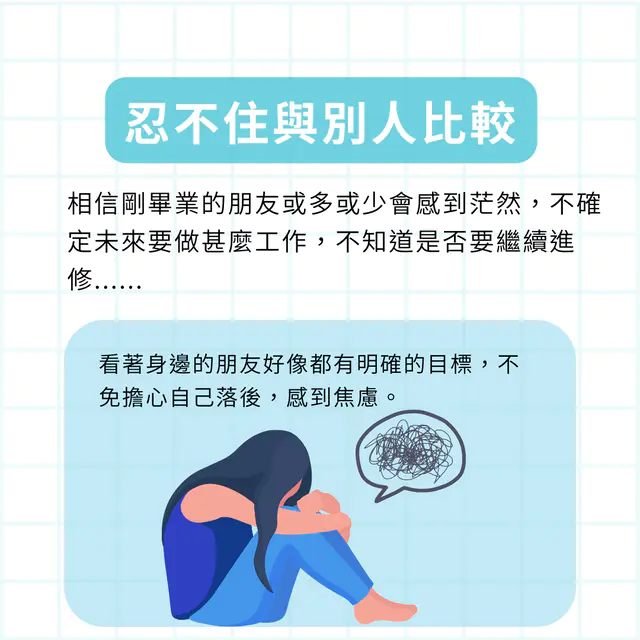 忍不住與別人比較
相信剛畢業的朋友或多或少會感到茫然，不確
定未來要做甚麼工作，不知道是否要繼續進
修……
看著身邊的朋友好像都有明確的目標，不
免擔心自己落後，感到焦慮。